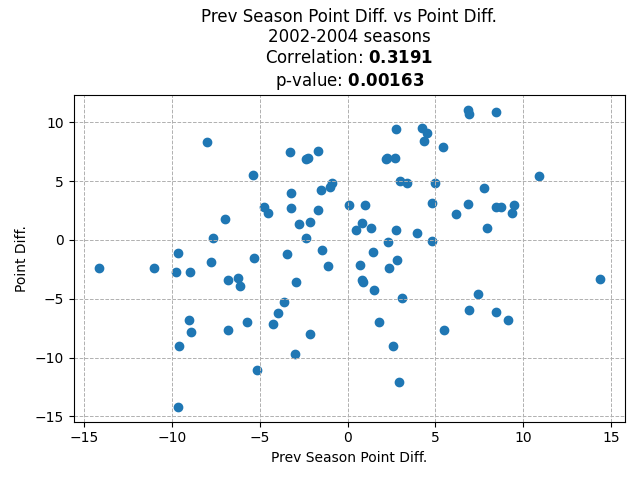 Prev Season Point Diff. vs Point Diff.
2002-2004 seasons
Correlation: 0.3191
p-value: 0.00163
10
5
0
−5
−10
−15
Point Diff.
−15 −10 −5 0 5 10 15
Prev Season Point Diff.